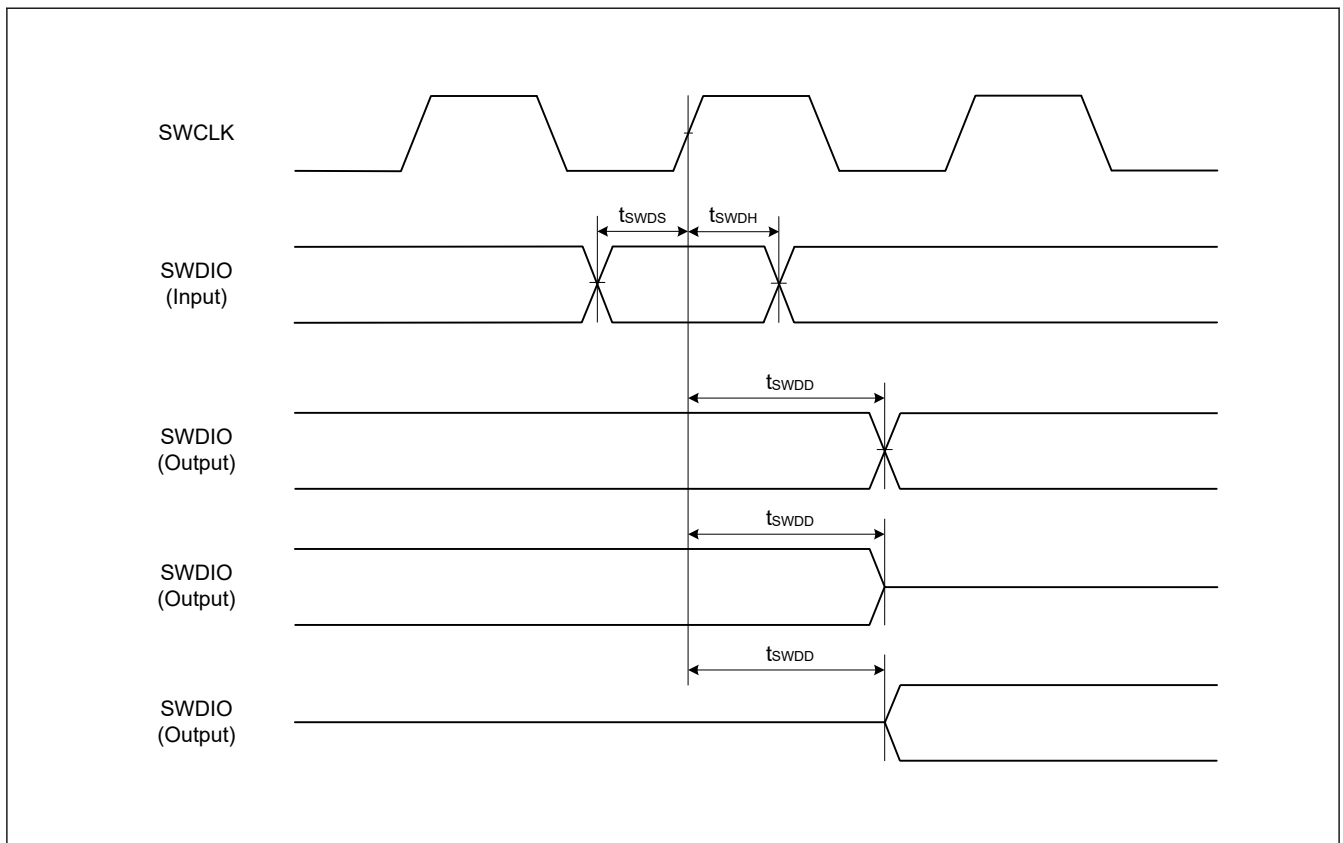 SWCLK
tSWDS
tSWDH
SWDIO
(Input)
tSWDD
SWDIO
(Output)
tSWDD
SWDIO
(Output)
tSWDD
SWDIO
(Output)